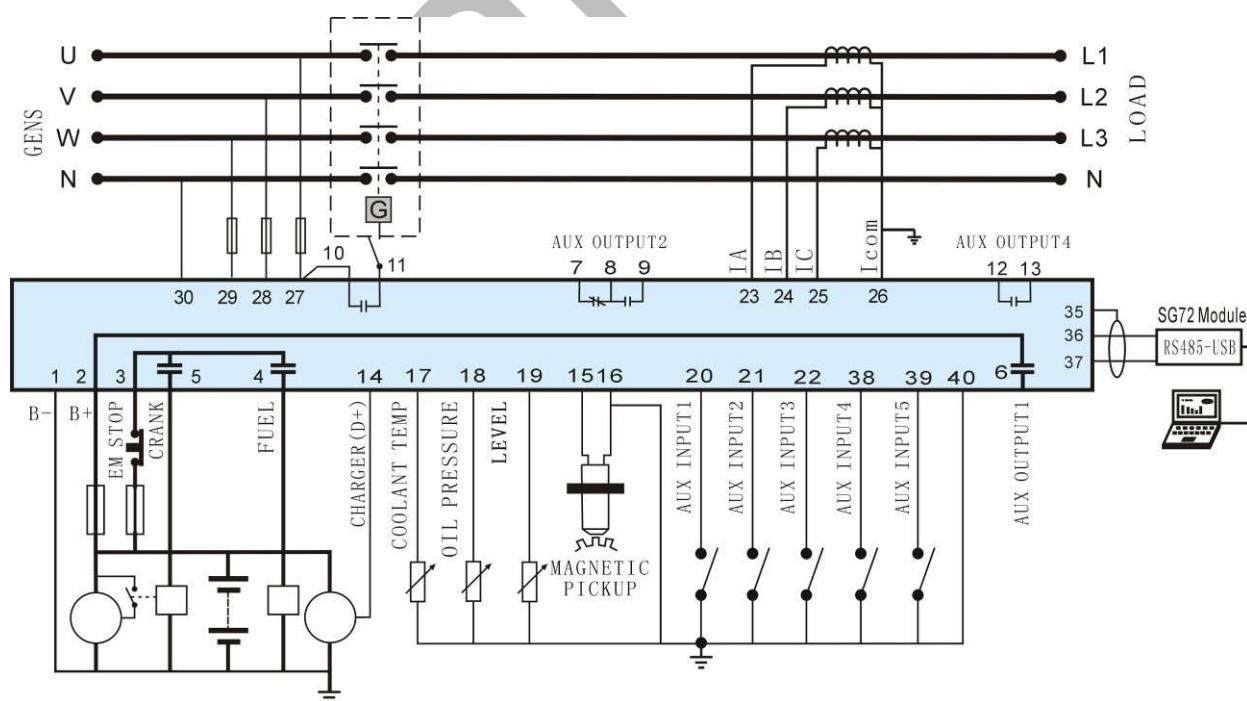 U
L1
V
L2
W
L3
N
N
GENS
LOAD
G
10
11
AUX OUTPUT2
7 8 9
IA
IB
IC
Icom
AUX OUTPUT4
12 13
30 29 28 27
23 24 25 26
35
36
37
SG72 Module
RS485-USB
1 2 3 5 4 14 17 18 19 15 16 20 21 22 38 39 40 6
B-
B+
EM STOP
CRANK
FUEL
CHARGER(D+)
COOLANT TEMP
OIL PRESSURE
LEVEL
MAGNETIC
PICKUP
AUX INPUT1
AUX INPUT2
AUX INPUT3
AUX INPUT4
AUX INPUT5
AUX OUTPUT1